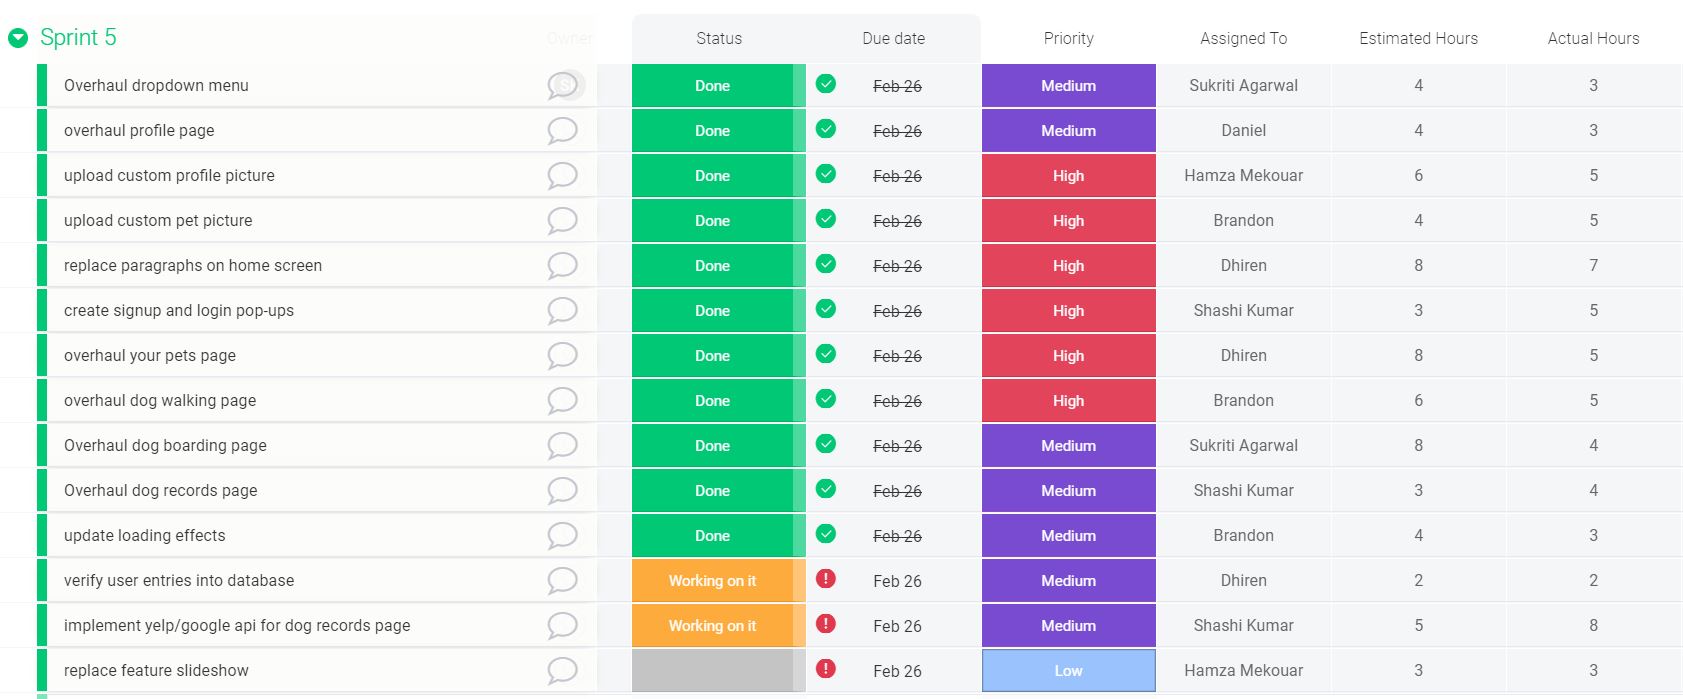 Sprint 5 Owner Status Due date Priority Assigned To Estimated Hours Actual Hours
Overhaul dropdown menu Done Feb 26 Medium Sukriti Agarwal 4 3
overhaul profile page Done Feb 26 Medium Daniel 4 3
upload custom profile picture Done Feb 26 High Hamza Mekouar 6 5
upload custom pet picture Done Feb 26 High Brandon 4 5
replace paragraphs on home screen Done Feb 26 High Dhiren 8 7
create signup and login pop-ups Done Feb 26 High Shashi Kumar 3 5
overhaul your pets page Done Feb 26 High Dhiren 8 5
overhaul dog walking page Done Feb 26 High Brandon 6 5
Overhaul dog boarding page Done Feb 26 Medium Sukriti Agarwal 8 4
Overhaul dog records page Done Feb 26 Medium Shashi Kumar 3 4
update loading effects Done Feb 26 Medium Brandon 4 3
verify user entries into database Working on it ! Feb 26 Medium Dhiren 2 2
implement yelp/google api for dog records page Working on it ! Feb 26 Medium Shashi Kumar 5 8
replace feature slideshow ! Feb 26 Low Hamza Mekouar 3 3